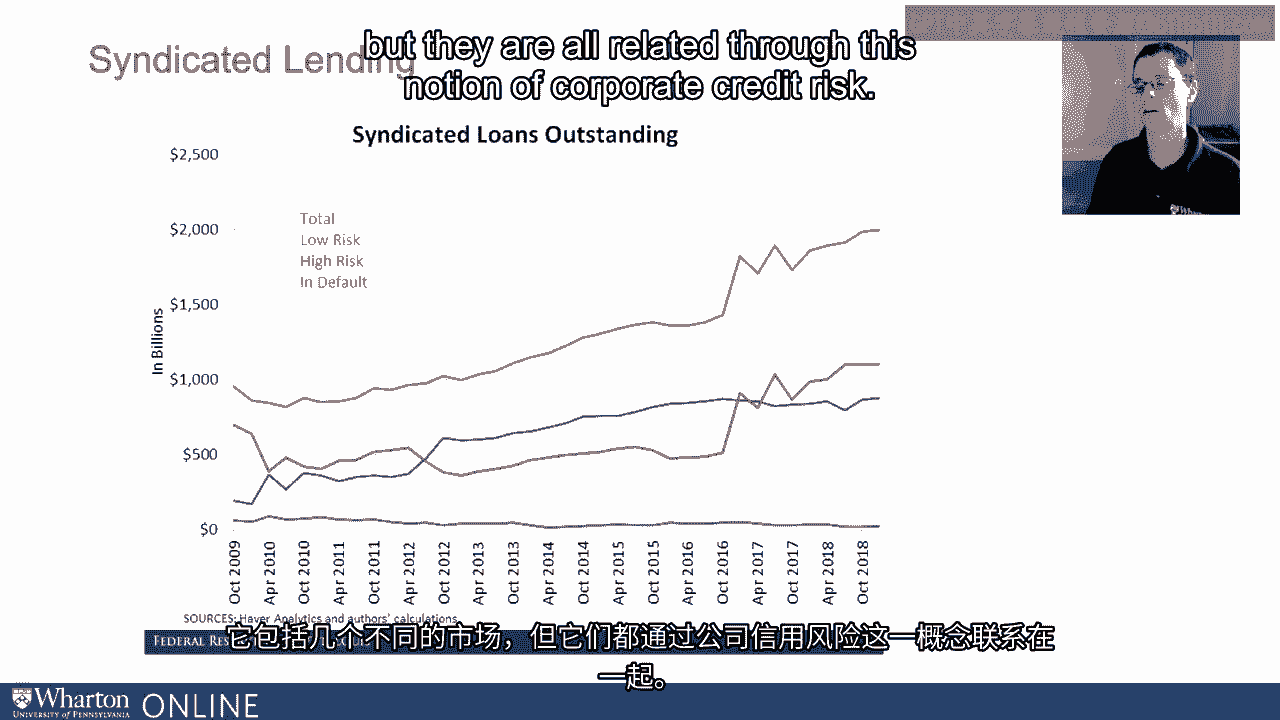 Syndicated Lending
but they are all related through this
notion of corporate credit risk.
Syndicated Loans Outstanding
$2,500
$2,000
$1,500
$1,000
$500
$0
In Billions
Total
Low Risk
High Risk
In Default
Oct 2009
Apr 2010
Oct 2010
Apr 2011
Oct 2011
Apr 2012
Oct 2012
Apr 2013
Oct 2013
Apr 2014
Oct 2014
Apr 2015
Oct 2015
Apr 2016
Oct 2016
Apr 2017
Oct 2017
Apr 2018
Oct 2018
SOURCES: Haver Analytics and authors' calculations.
FEDERAL RES
它包括几个不同的市场，但它们都通过公司信用风险这一概念联系在
一起。
Wharton
UNIVERSITY of PENNSYLVANIA
ONLINE